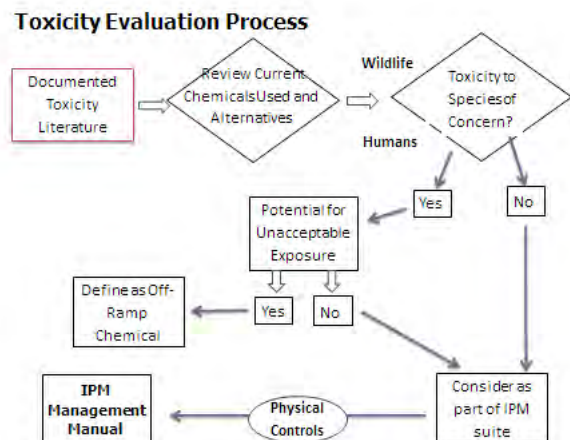 Toxicity Evaluation Process
Documented
Toxicity
Literature
Review Current
ChemicalsUsed and
Alternatives
Wildlife
Humans
Toxicity to
Speciesof
Concern?
Yes
No
Potential for
Unacceptable
Exposure
Yes
No
Define as Off-
Ramp
Chemical
Consider as
part of IPM
suite
Physical
Controls
IPM
Management
Manual